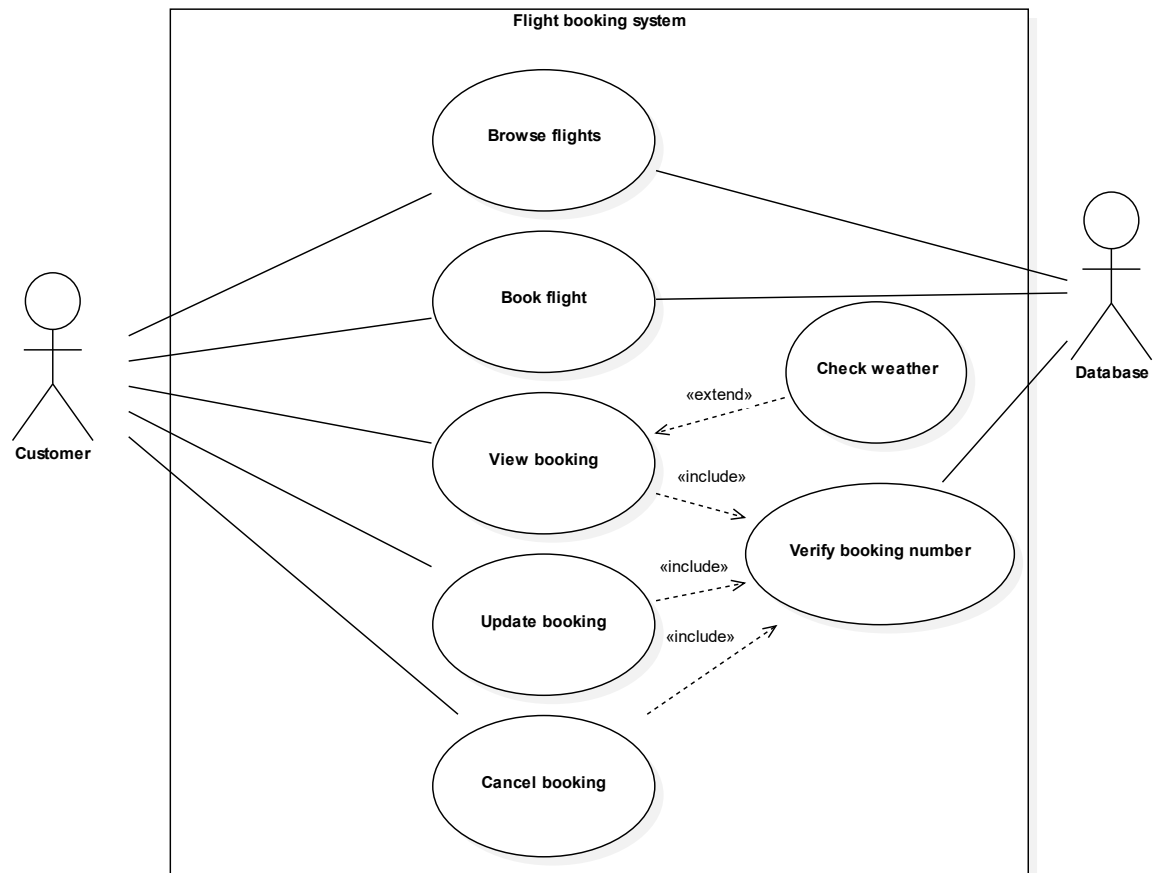 Flight booking system
Browse flights
Book flight
Check weather
Database
«extend»
Customer
View booking
«include»
Verify booking number
«include»
Update booking
«include»
Cancel booking